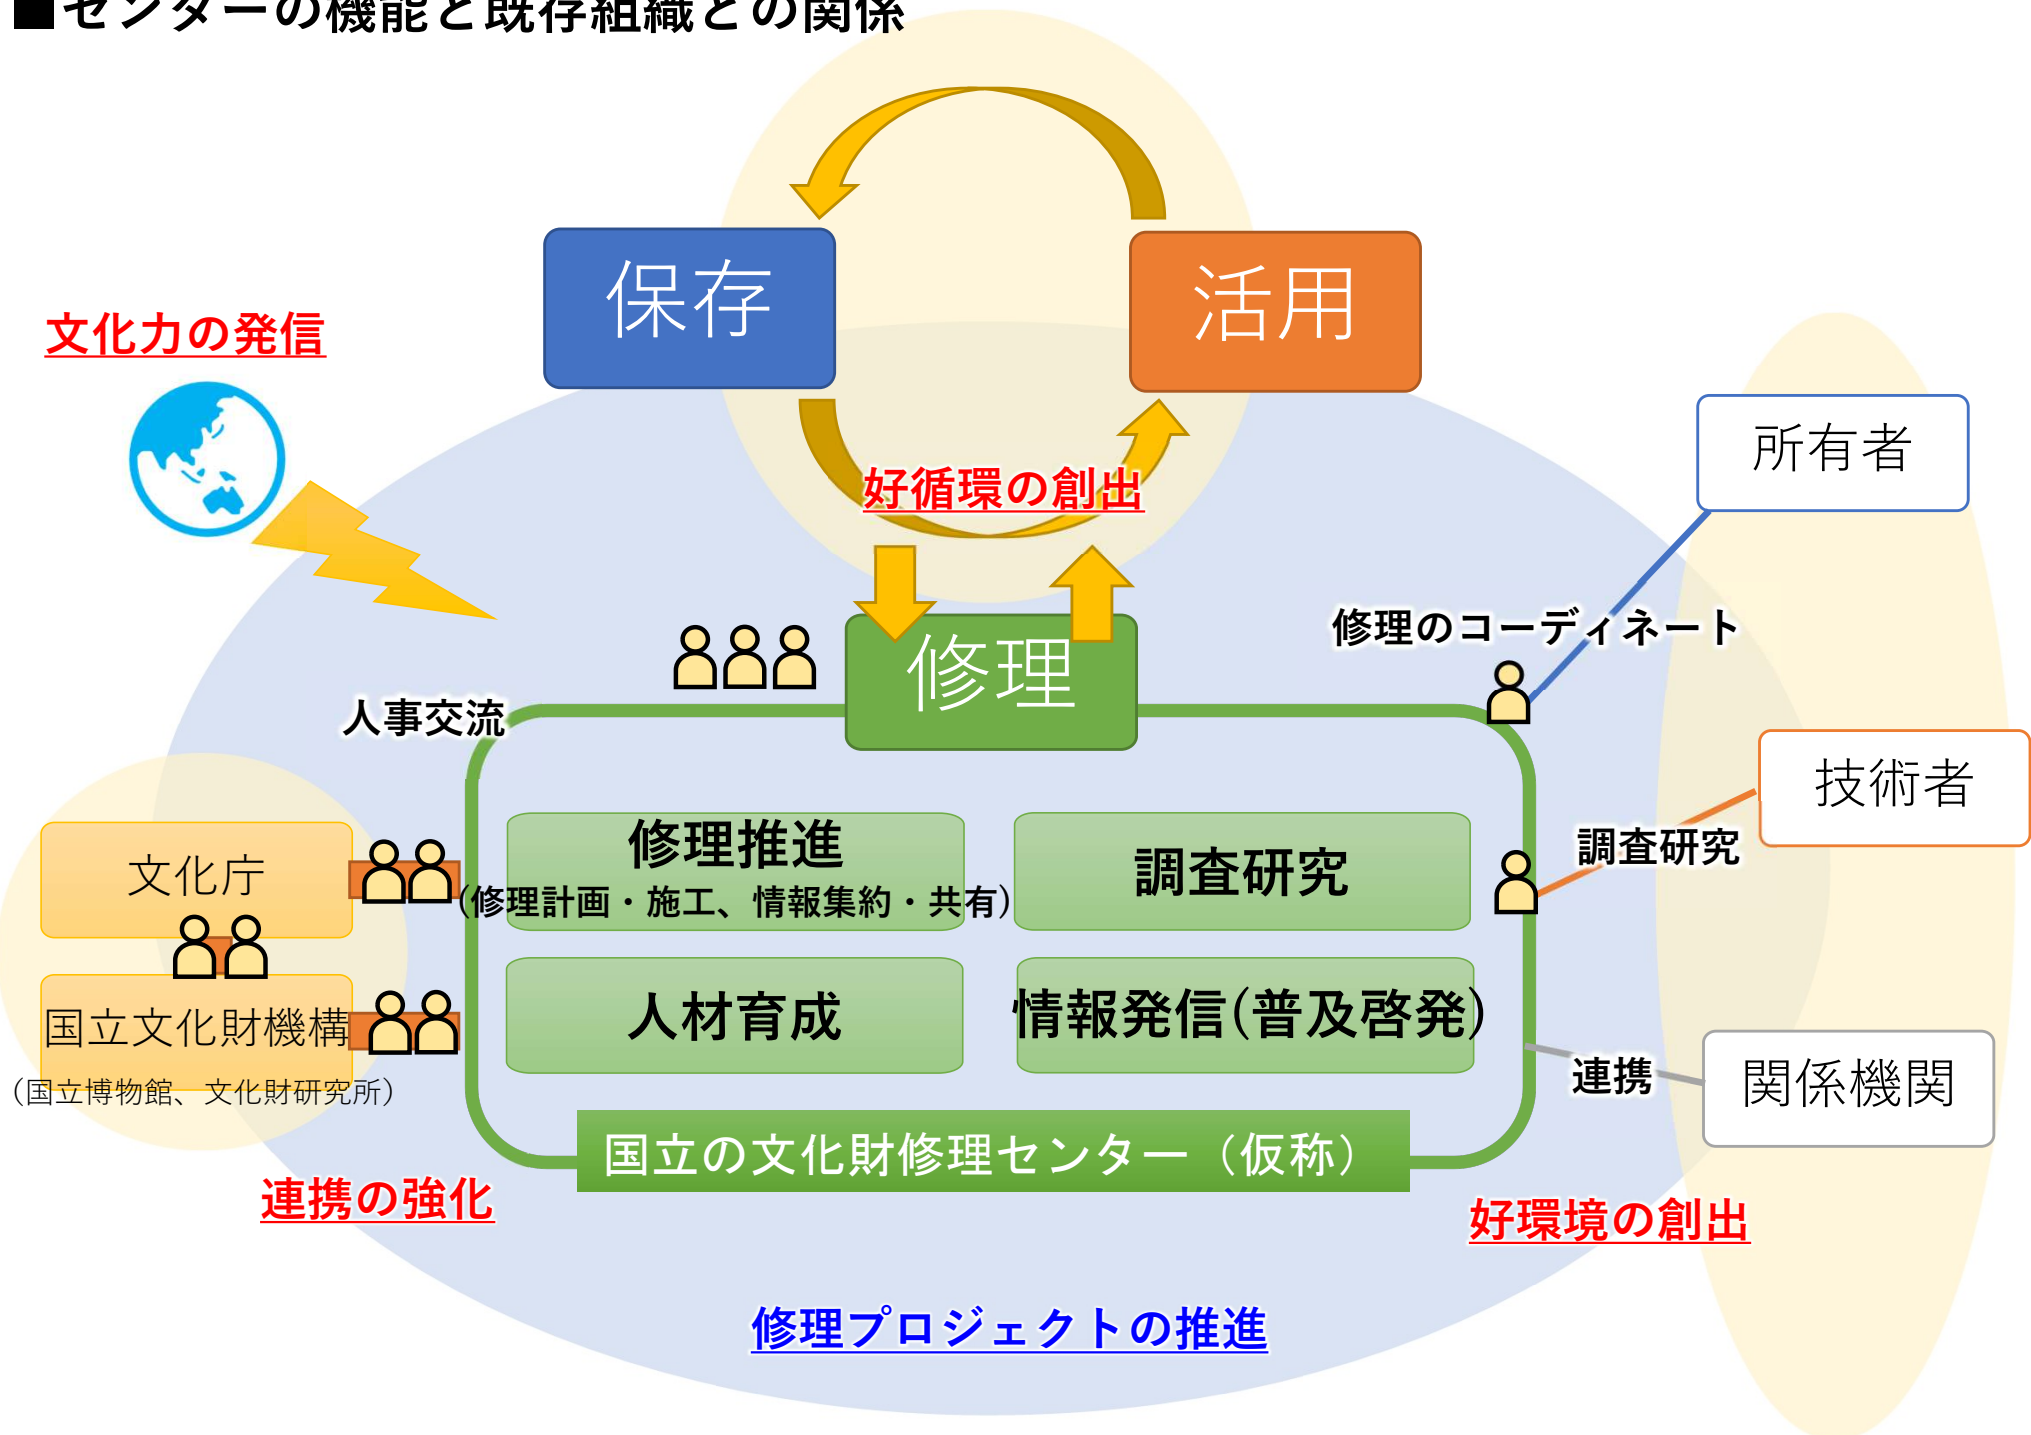 ■センターの機能と既存組織との関係
保存
活用
文化力の発信
好循環の創出
所有者
修理のコーディネート
修理
人事交流
技術者
調査研究
修理推進
(修理計画・施工、情報集約・共有)
調査研究
文化庁
人材育成
情報発信(普及啓発)
国立文化財機構
(国立博物館、文化財研究所)
連携
関係機関
国立の文化財修理センター（仮称）
連携の強化
好環境の創出
修理プロジェクトの推進